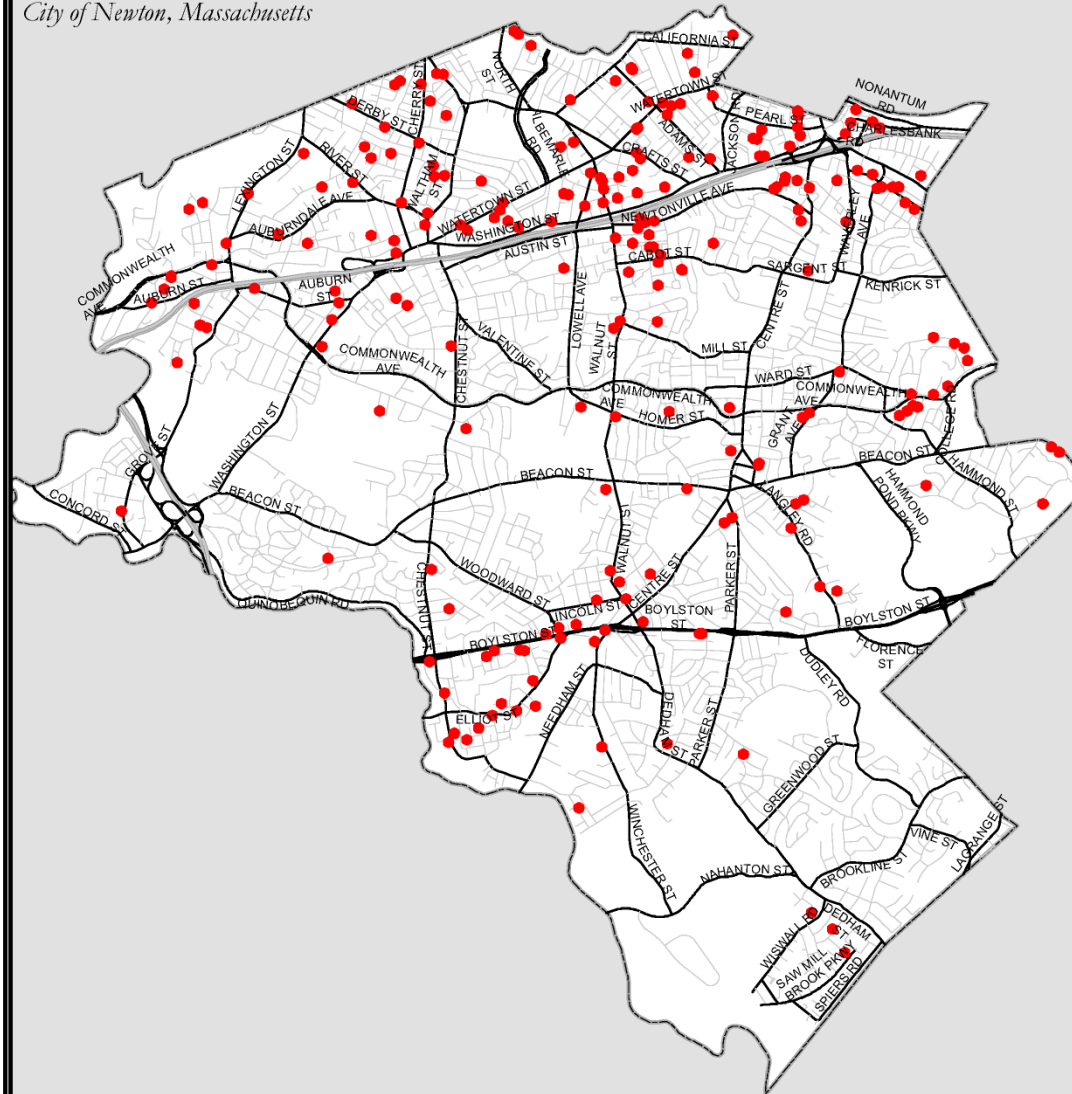 City of Newton, Massachusetts
CALIFORNIA ST
NORTH ST
WATERTOWN ST
NONANTUM RD
DERBY ST
CHERRY ST
ALBEMARLE RD
ADAMS ST
JACKSON RD
PEARL ST
CHARLESBANK RD
LEXINGTON ST
RIVER ST
WALTHAM ST
CRAFTS ST
AUBURNDALE AVE
WATERTOWN ST
WASHINGTON ST
NEWTONVILLE AVE
WAVERLEY AVE
AUSTIN ST
CABOT ST
SARGENT ST
KENRICK ST
COMMONWEALTH AVE
AUBURN ST
AUBURN ST
LOWELL AVE
WALNUT ST
CENTRE ST
CHESTNUT ST
VALENTINE ST
MILL ST
COMMONWEALTH AVE
WARD ST
COMMONWEALTH AVE
COMMONWEALTH AVE
HOMER ST
GRANT AVE
COLLEGE RD
GROVE ST
WASHINGTON ST
BEACON ST
BEACON ST
BEACON ST
HAMMOND ST
HAMMOND POND PKWY
CONCORD ST
LANGLEY RD
WALNUT ST
CENTRE ST
PARKER ST
QUINOBEQUIN RD
CHESTNUT ST
WOODWARD ST
LINCOLN ST
BOYLSTON ST
BOYLSTON ST
BOYLSTON ST
FLORENCE ST
DUDLEY RD
ELLIOT ST
NEEDHAM ST
DEDHAM ST
PARKER ST
GREENWOOD ST
WINCHESTER ST
NAHANTON ST
BROOKLINE ST
VINE ST
LAGRANGE ST
WISWALL RD
DEDHAM ST
SAW MILL BROOK PKWY
SPIERS RD